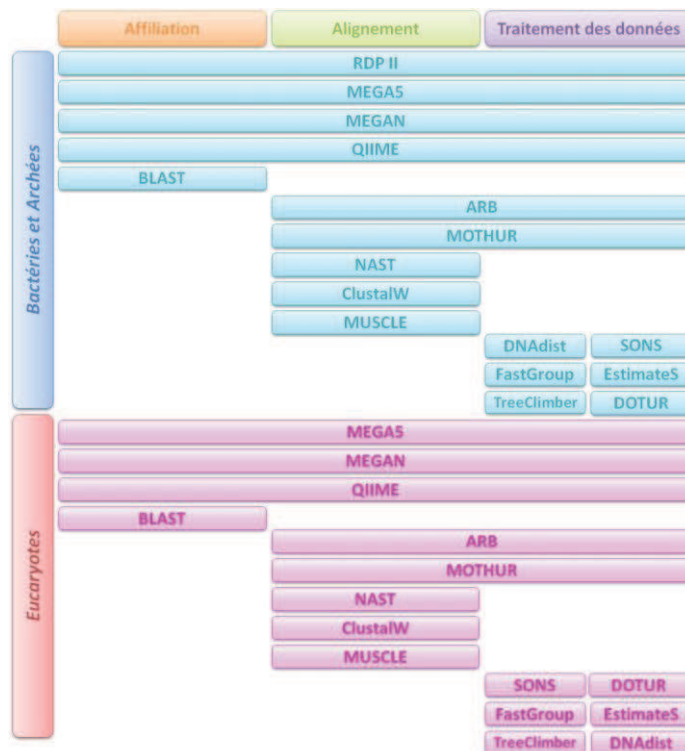 Affiliation Alignement Traitement des données
Bactéries et Archées
RDP II
MEGA5
MEGAN
QIIME
BLAST
ARB
MOTHUR
NAST
ClustalW
MUSCLE
DNAdist SONS
FastGroup EstimateS
TreeClimber DOTUR
Eucaryotes
MEGA5
MEGAN
QIIME
BLAST
ARB
MOTHUR
NAST
ClustalW
MUSCLE
SONS DOTUR
FastGroup EstimateS
TreeClimber DNAdist